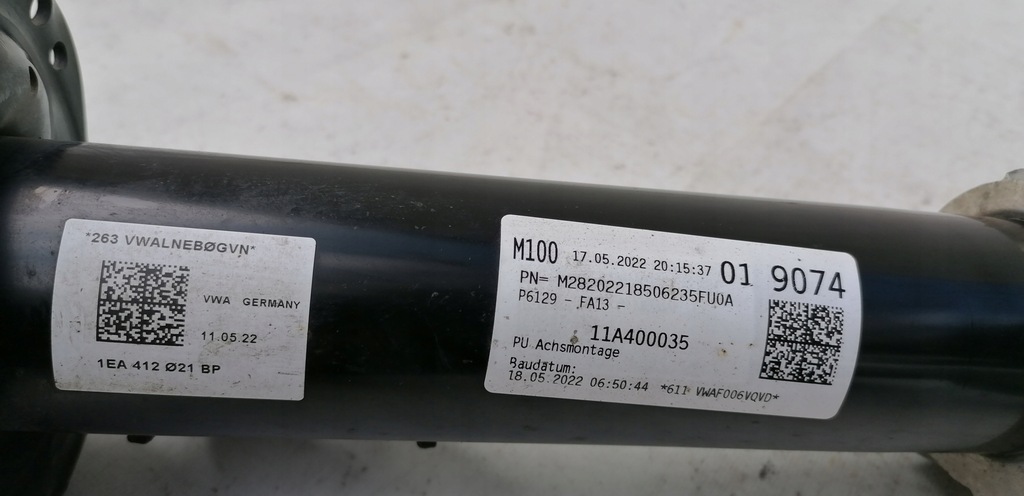 *263 VWALNEBØGVN*
VWA GERMANY
11.05.22
1EA 412 Ø21 BP
M100 17.05.2022 20:15:37 01 9074
PN= M28202218506235FU0A
P6129 - FA13 -
11A400035
PU Achsmontage
Baudatum:
18.05.2022 06:50:44 *611 VWAF006VQVD*